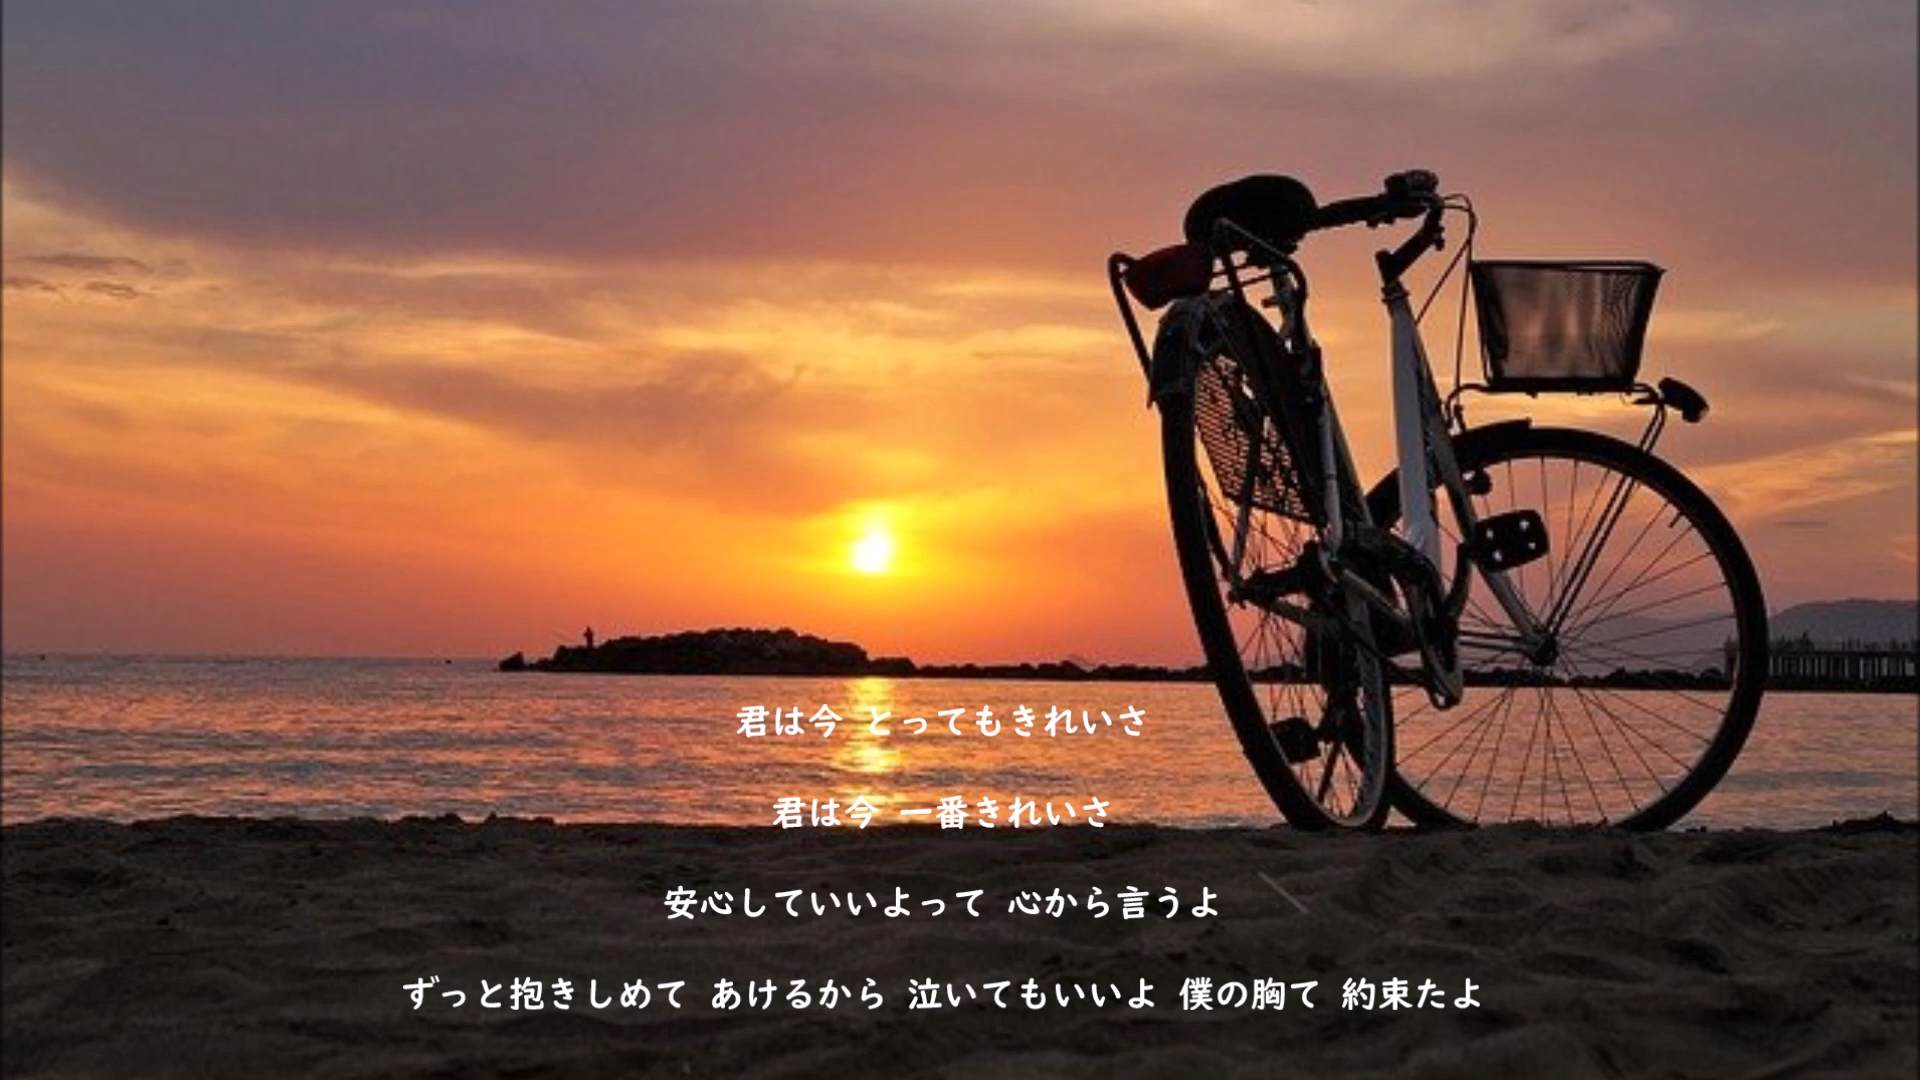 君は今 とってもきれいさ
君は今 一番きれいさ
安心していいよって 心から言うよ
ずっと抱きしめて あけるから 泣いてもいいよ 僕の胸て 約束たよ